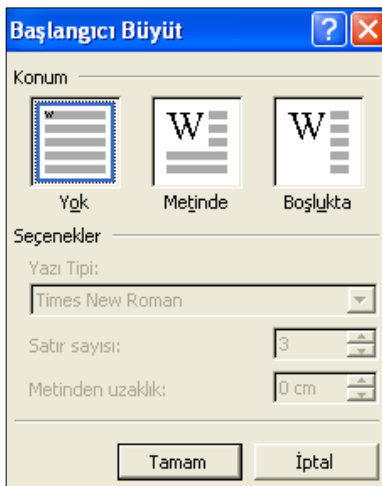 Başlangıcı Büyüt
Konum
W W W
Yok Metinde Boşlukta
Seçenekler
Yazı Tipi:
Times New Roman
Satır sayısı: 3
Metinden uzaklık: 0 cm
Tamam İptal